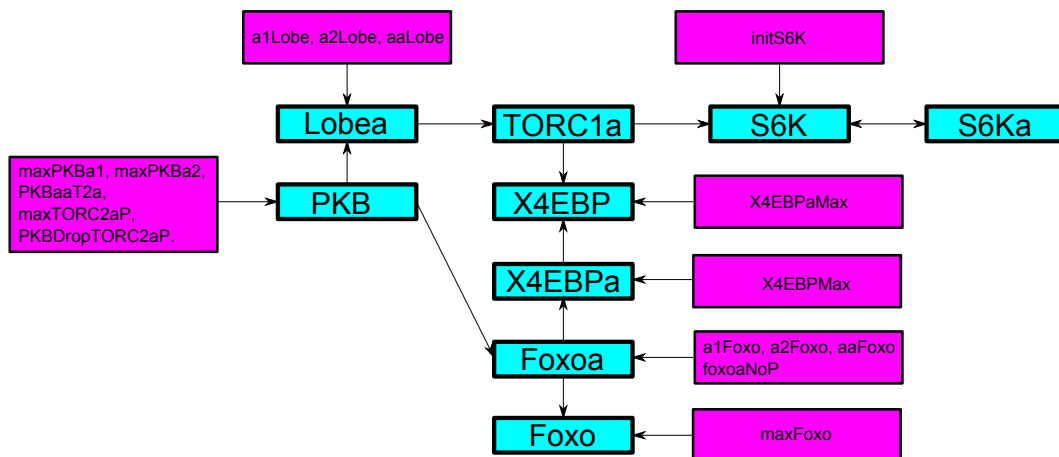 a1Lobe, a2Lobe, aaLobe
initS6K
Lobea
TORC1a
S6K
S6Ka
maxPKBa1, maxPKBa2,
PKBaaT2a,
maxTORC2aP,
PKBDropTORC2aP.
PKB
X4EBP
X4EBPaMax
X4EBPa
X4EBPMax
Foxoa
a1Foxo, a2Foxo, aaFoxo
foxoaNoP
Foxo
maxFoxo